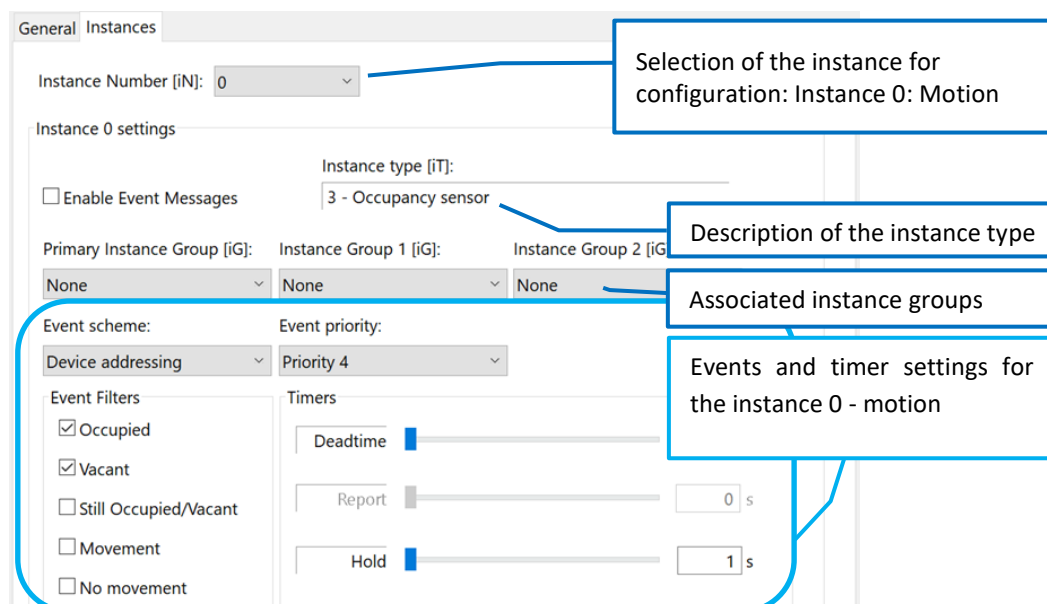 General Instances
Instance Number [iN]: 0
Selection of the instance for
configuration: Instance 0: Motion
Instance 0 settings
Instance type [iT]:
Enable Event Messages
3 - Occupancy sensor
Description of the instance type
Primary Instance Group [iG]: Instance Group 1 [iG]: Instance Group 2 [iG
None None None
Associated instance groups
Event scheme: Event priority:
Device addressing Priority 4
Events and timer settings for
the instance 0 - motion
Event Filters Timers
Occupied
Deadtime
Vacant
Still Occupied/Vacant
Report 0 s
Movement
Hold 1 s
No movement